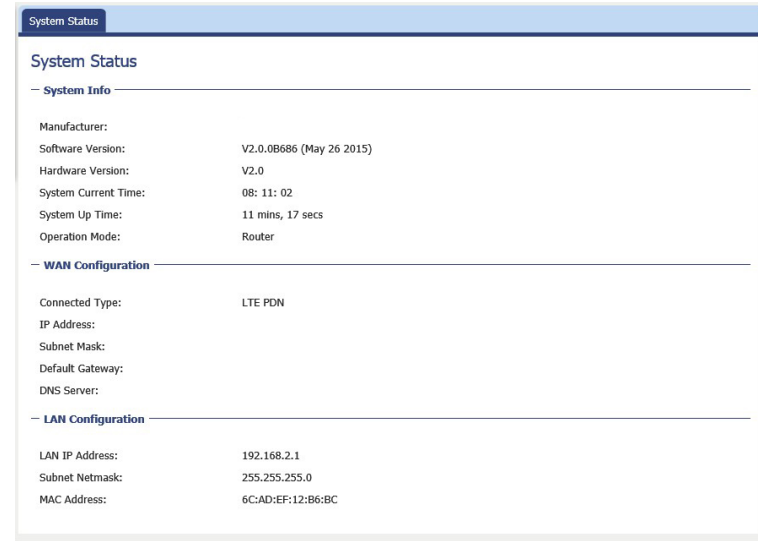 System Status
System Status
System Info
Manufacturer:
Software Version: V2.0.0B686 (May 26 2015)
Hardware Version: V2.0
System Current Time: 08: 11: 02
System Up Time: 11 mins, 17 secs
Operation Mode: Router
WAN Configuration
Connected Type: LTE PDN
IP Address:
Subnet Mask:
Default Gateway:
DNS Server:
LAN Configuration
LAN IP Address: 192.168.2.1
Subnet Netmask: 255.255.255.0
MAC Address: 6C:AD:EF:12:B6:BC